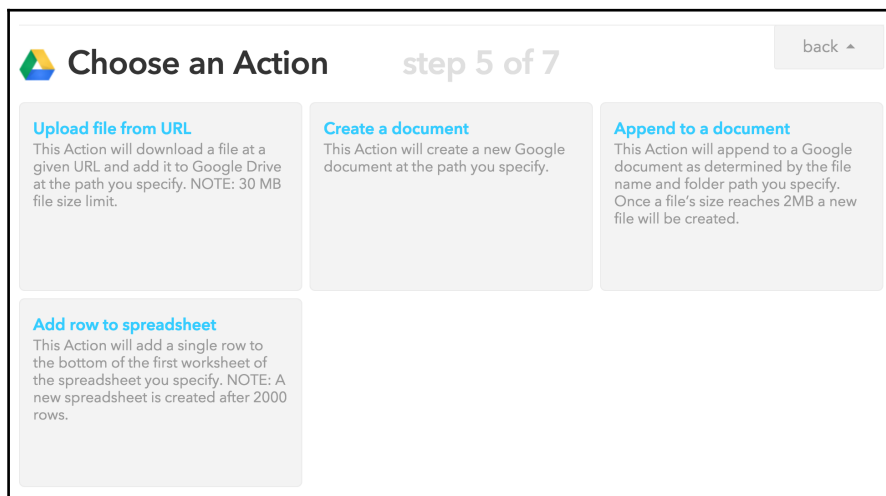 Choose an Action
step 5 of 7
back
Upload file from URL
This Action will download a file at a
given URL and add it to Google Drive
at the path you specify. NOTE: 30 MB
file size limit.
Create a document
This Action will create a new Google
document at the path you specify.
Append to a document
This Action will append to a Google
document as determined by the file
name and folder path you specify.
Once a file’s size reaches 2MB a new
file will be created.
Add row to spreadsheet
This Action will add a single row to
the bottom of the first worksheet of
the spreadsheet you specify. NOTE: A
new spreadsheet is created after 2000
rows.